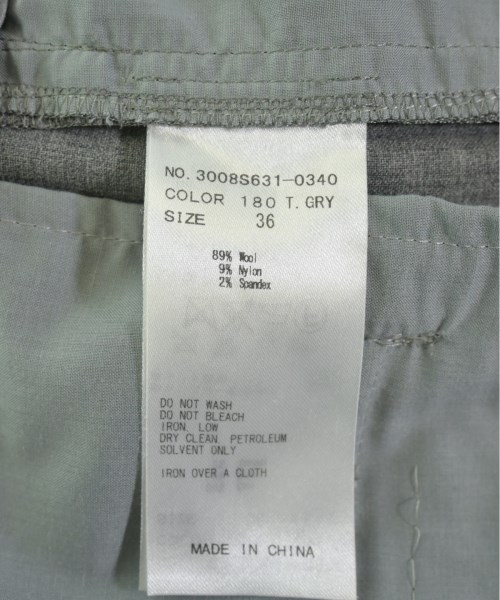 NO. 3008S631-0340
COLOR 180 T. GRY
SIZE 36
89% Wool
9% Nylon
2% Spandex
DO NOT WASH
DO NOT BLEACH
IRON, LOW
DRY CLEAN, PETROLEUM
SOLVENT ONLY
IRON OVER A CLOTH
MADE IN CHINA